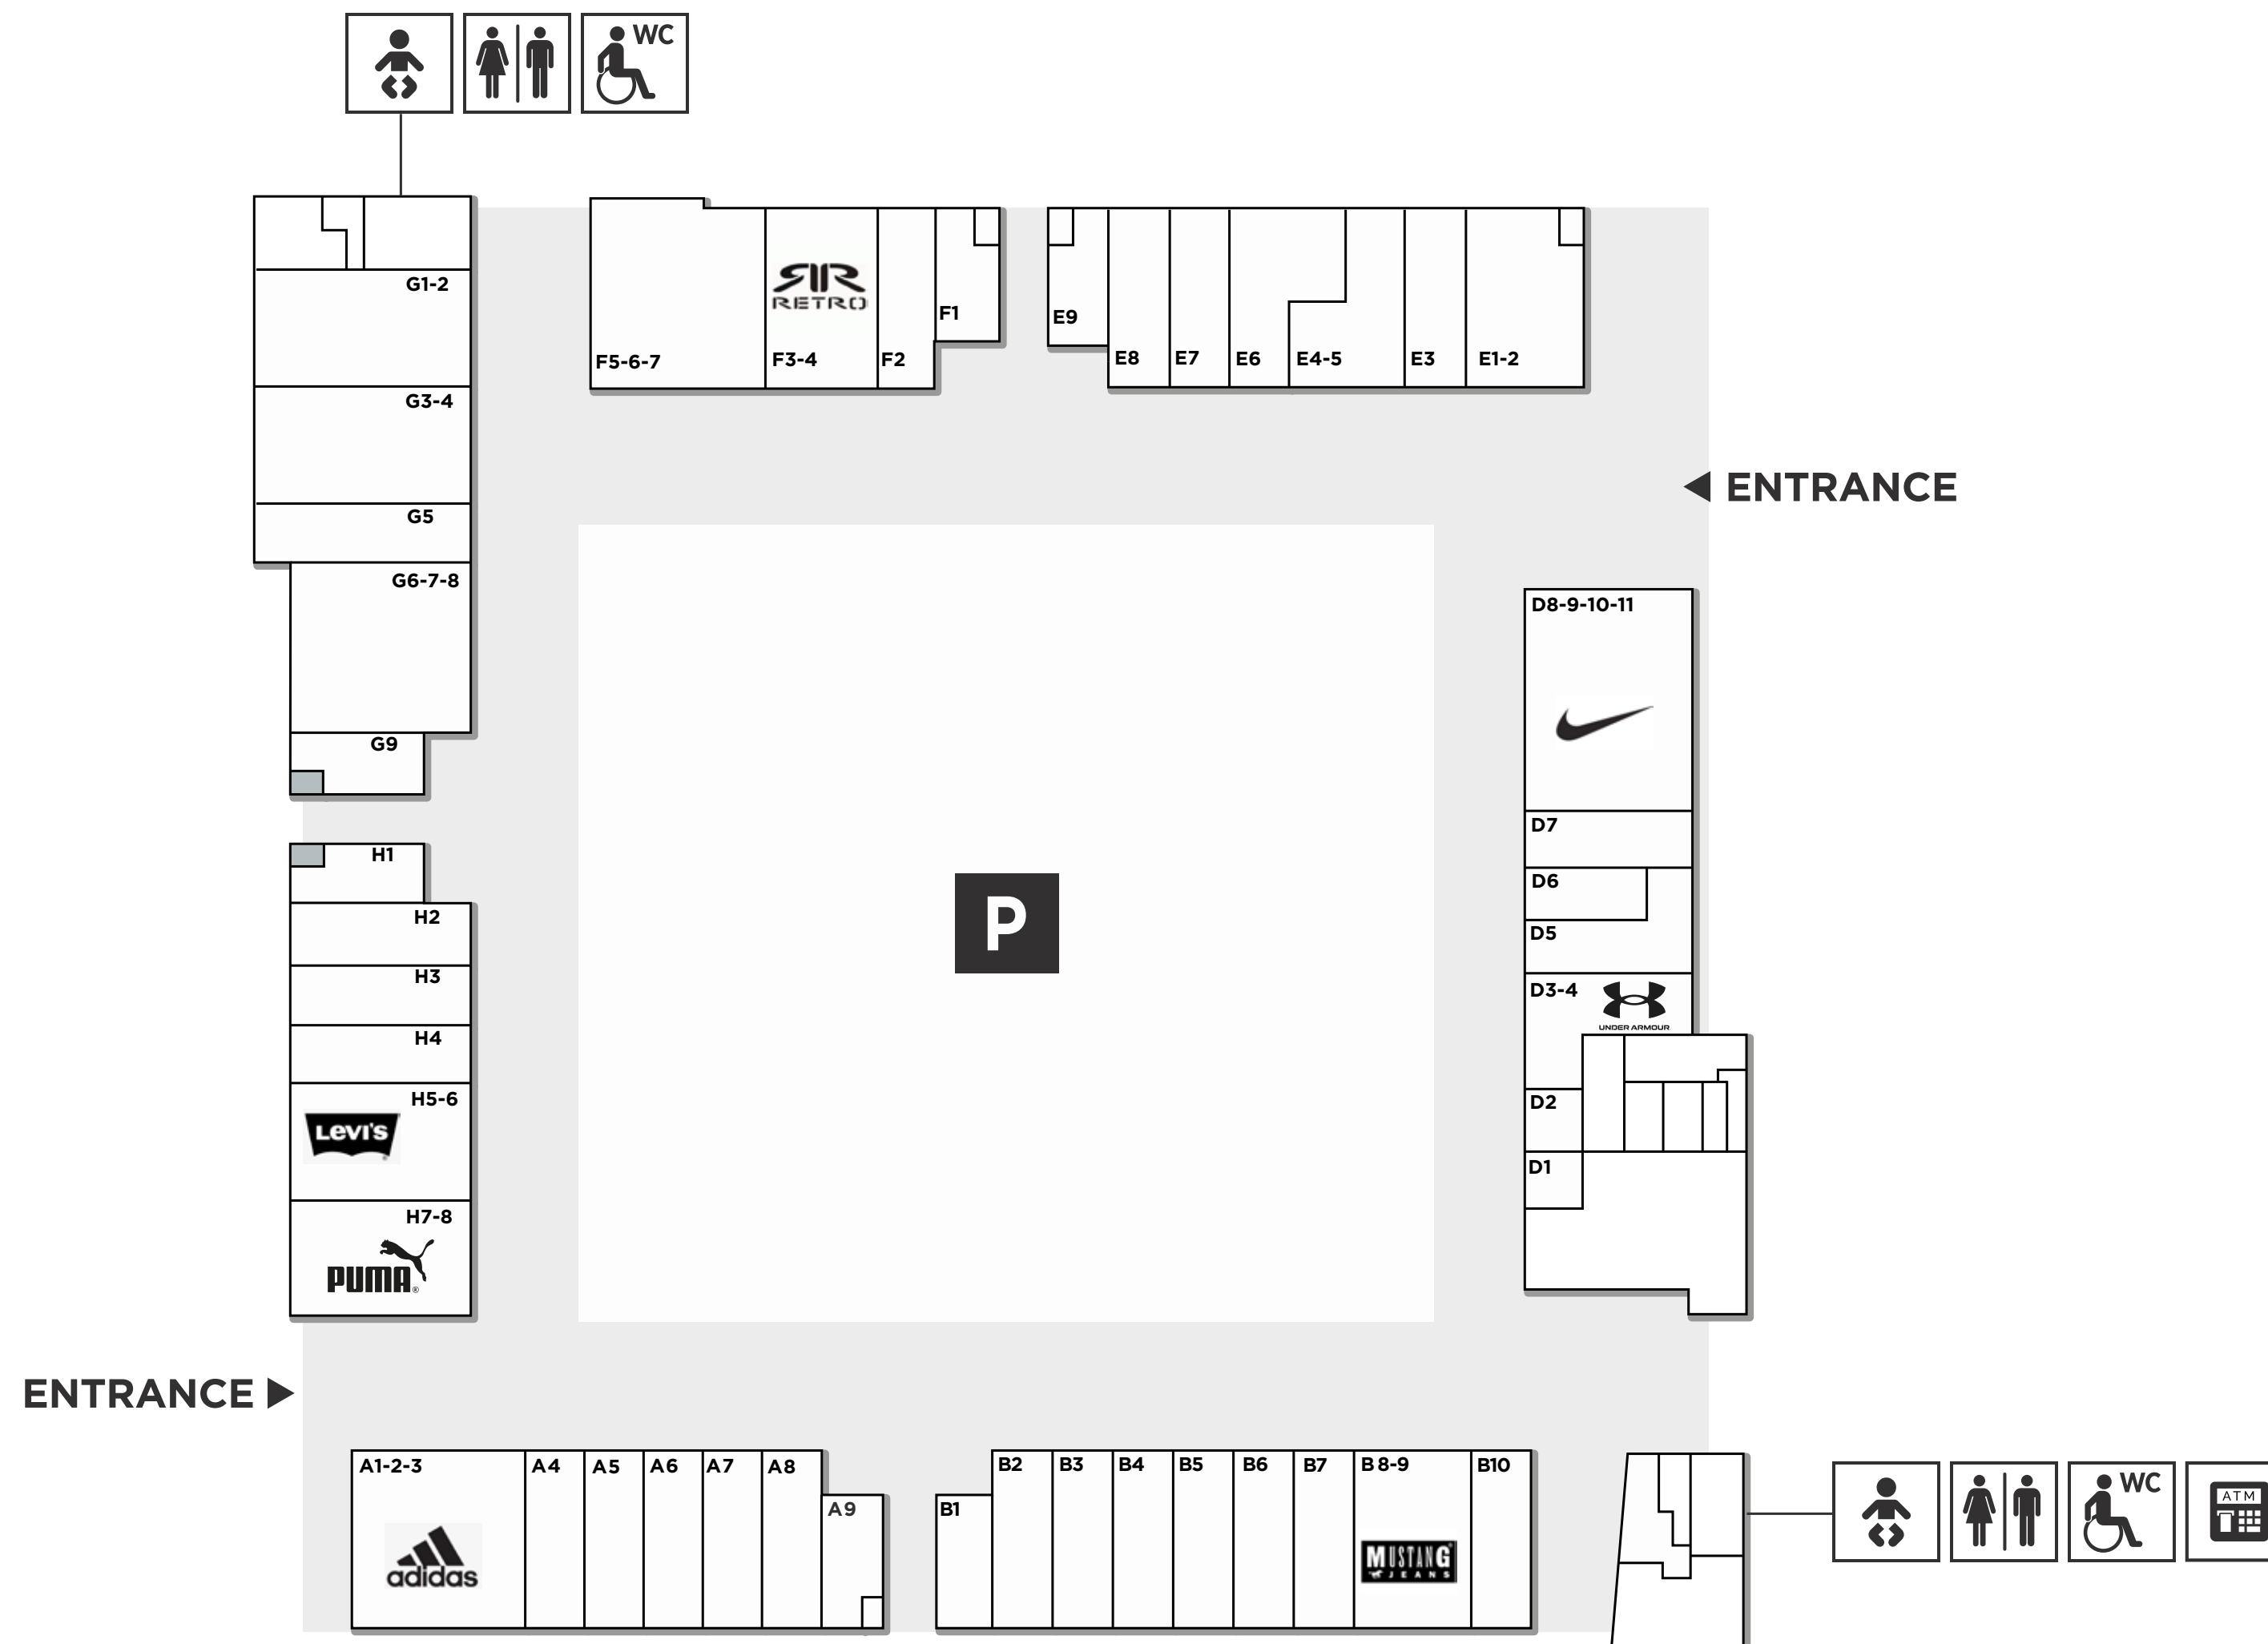 WC
G1-2
G3-4
G5
G6-7-8
G9
F5-6-7
RETRO
F3-4
F2
F1
E9
E8
E7
E6
E4-5
E3
E1-2
ENTRANCE
D8-9-10-11
D7
D6
D5
D3-4
UNDER ARMOUR
D2
D1
P
H1
H2
H3
H4
H5-6
LEVI'S
H7-8
PUMA®
ENTRANCE
A1-2-3
adidas
A4
A5
A6
A7
A8
A9
B1
B2
B3
B4
B5
B6
B7
B8-9
MUSTANG
JEANS
B10
WC
ATM